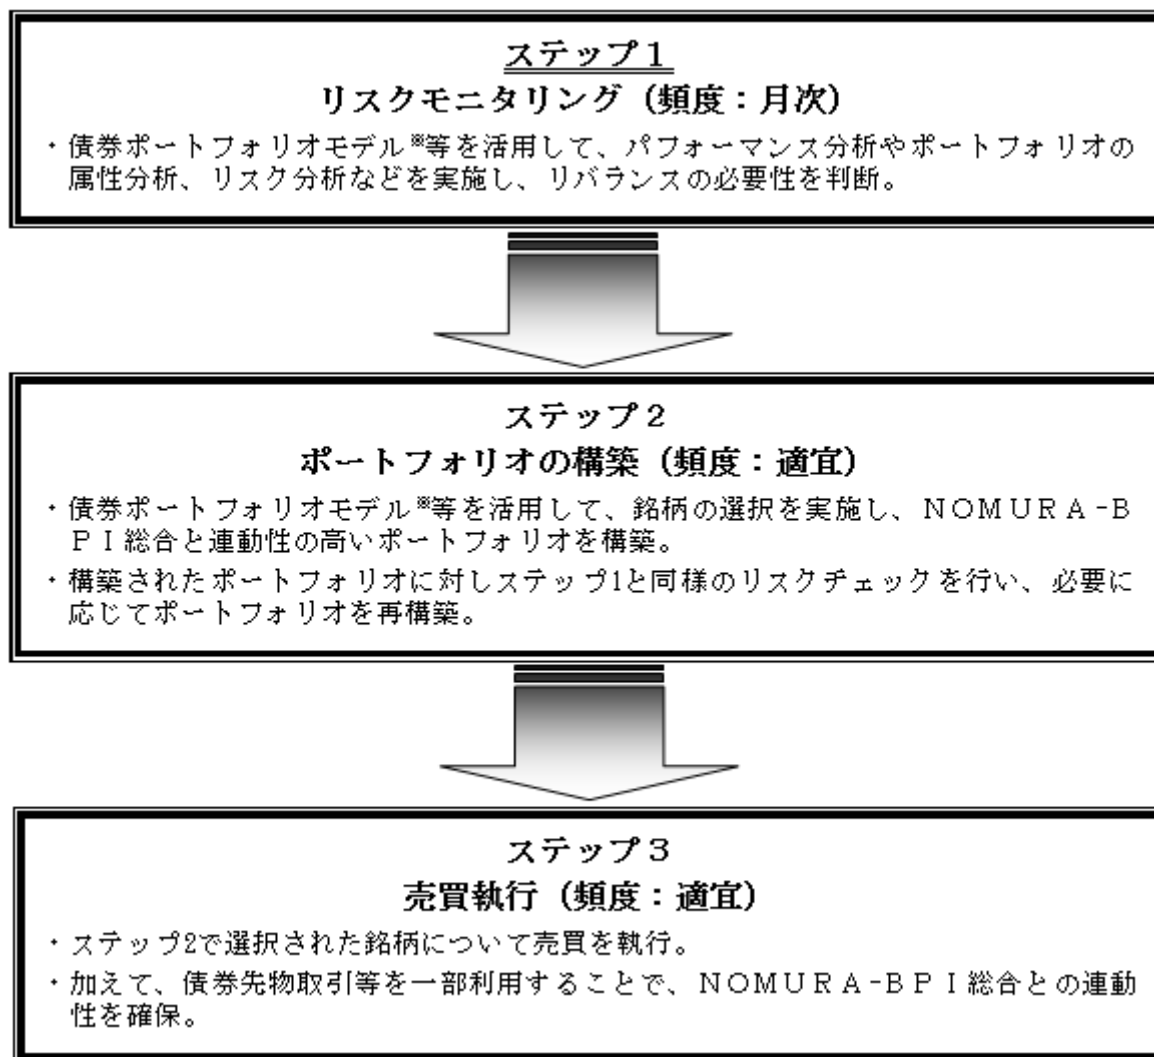 ステップ1
リスクモニタリング（頻度：月次）
・債券ポートフォリオモデル※等を活用して、パフォーマンス分析やポートフォリオの
属性分析、リスク分析などを実施し、リバランスの必要性を判断。
ステップ２
ポートフォリオの構築（頻度：適宜）
・債券ポートフォリオモデル※等を活用して、銘柄の選択を実施し、ＮＯＭＵＲＡ-Ｂ
ＰＩ総合と連動性の高いポートフォリオを構築。
・構築されたポートフォリオに対しステップ1と同様のリスクチェックを行い、必要に
応じてポートフォリオを再構築。
ステップ３
売買執行（頻度：適宜）
・ステップ2で選択された銘柄について売買を執行。
・加えて、債券先物取引等を一部利用することで、ＮＯＭＵＲＡ-ＢＰＩ総合との連動
性を確保。